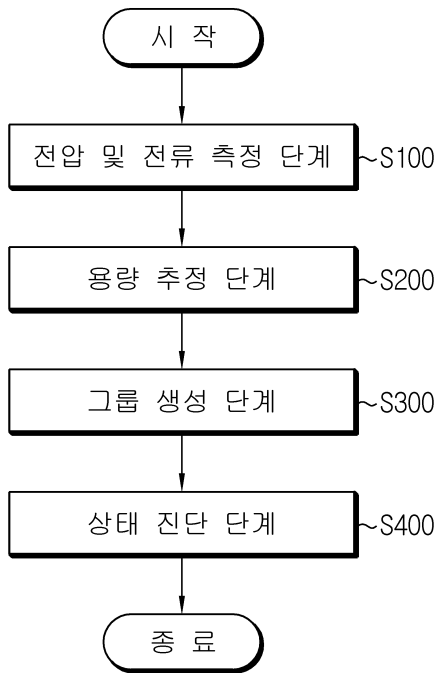 시 작
전압 및 전류 측정 단계 ~S100
용량 추정 단계 ~S200
그룹 생성 단계 ~S300
상태 진단 단계 ~S400
종 료